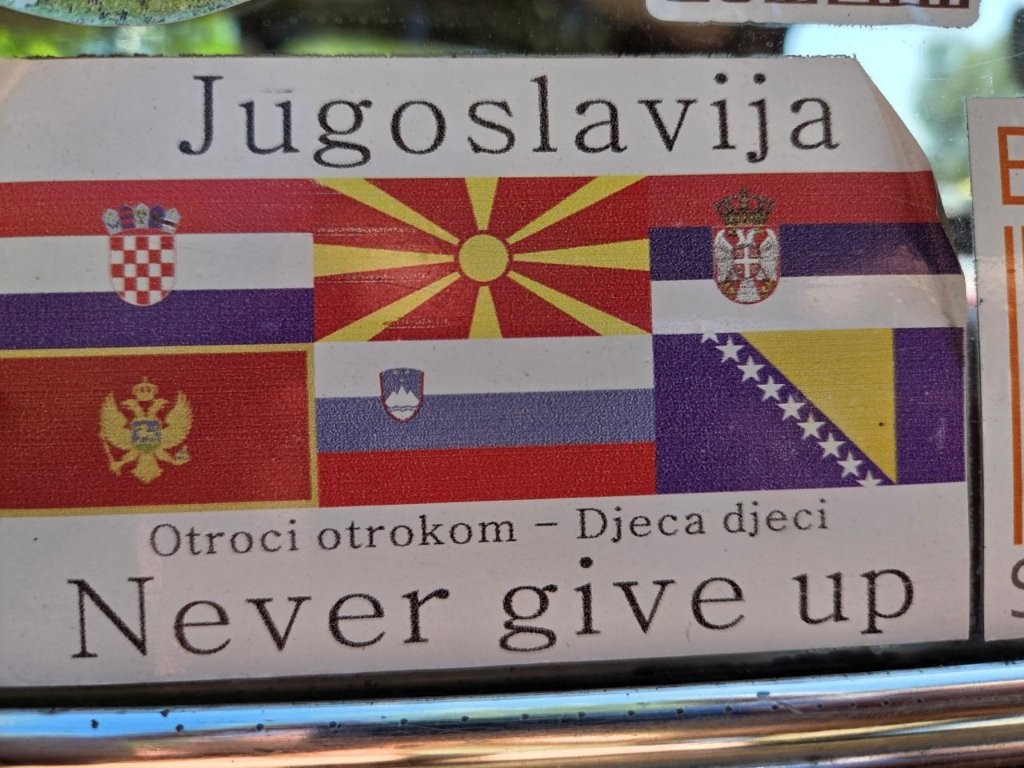 Jugoslavija
Otroci otrokom – Djeca djeci
Never give up